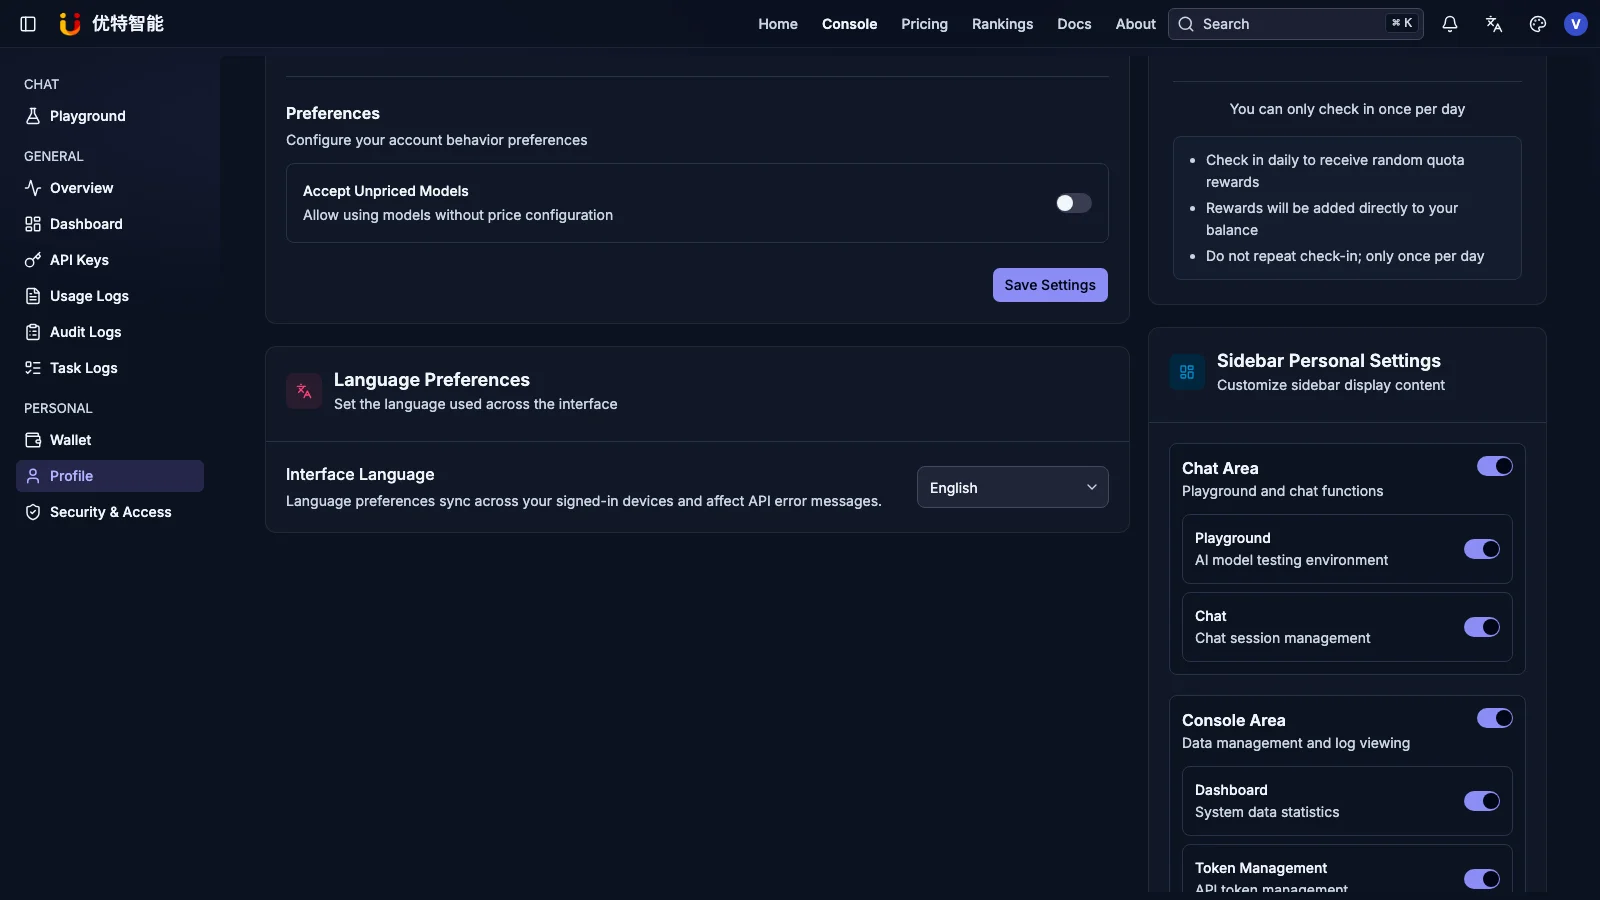 优特智能
Home
Console
Pricing
Rankings
Docs
About
Search
⌘ K
V
CHAT
Playground
GENERAL
Overview
Dashboard
API Keys
Usage Logs
Audit Logs
Task Logs
PERSONAL
Wallet
Profile
Security & Access
Preferences
Configure your account behavior preferences
Accept Unpriced Models
Allow using models without price configuration
Save Settings
Language Preferences
Set the language used across the interface
Interface Language
Language preferences sync across your signed-in devices and affect API error messages.
English
You can only check in once per day
• Check in daily to receive random quota
rewards
• Rewards will be added directly to your
balance
• Do not repeat check-in; only once per day
Sidebar Personal Settings
Customize sidebar display content
Chat Area
Playground and chat functions
Playground
AI model testing environment
Chat
Chat session management
Console Area
Data management and log viewing
Dashboard
System data statistics
Token Management
API token management